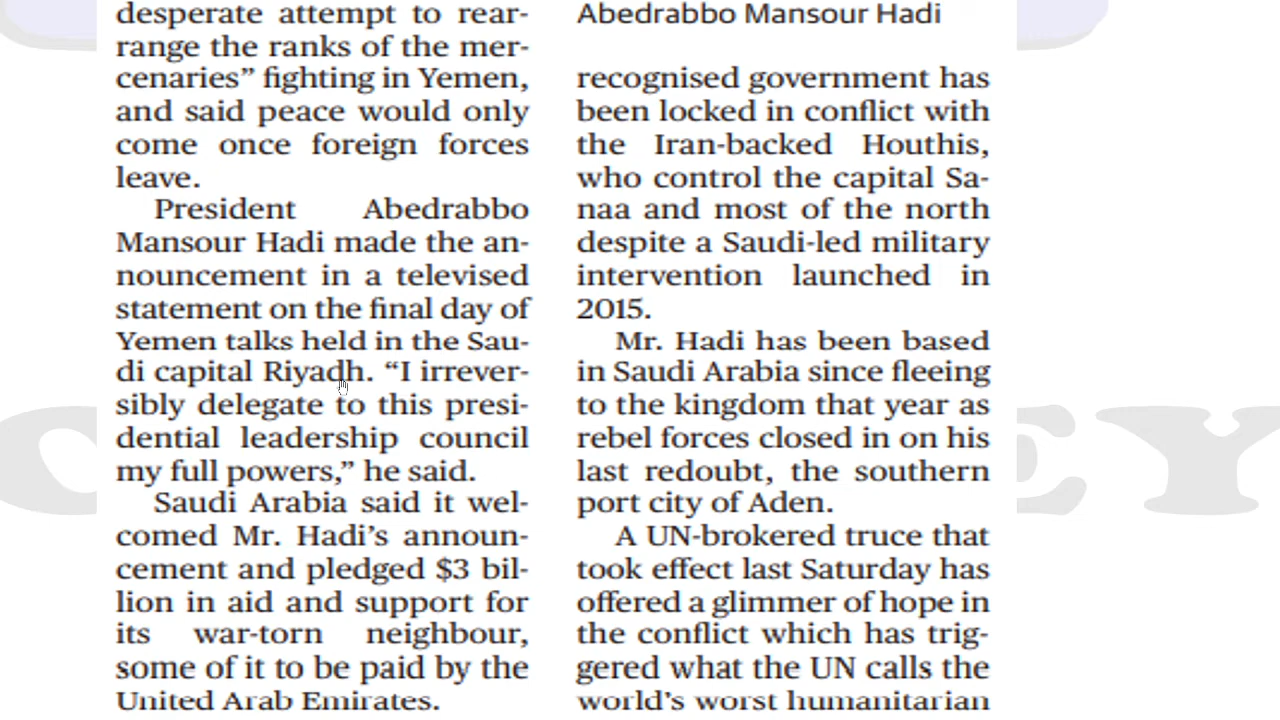 desperate attempt to rear-
range the ranks of the mer-
cenaries” fighting in Yemen,
and said peace would only
come once foreign forces
leave.
President Abedrabbo
Mansour Hadi made the an-
nouncement in a televised
statement on the final day of
Yemen talks held in the Sau-
di capital Riyadh. “I irrever-
sibly delegate to this presi-
dential leadership council
my full powers,” he said.
Saudi Arabia said it wel-
comed Mr. Hadi’s announ-
cement and pledged $3 bil-
lion in aid and support for
its war-torn neighbour,
some of it to be paid by the
United Arab Emirates.
Abedrabbo Mansour Hadi
recognised government has
been locked in conflict with
the Iran-backed Houthis,
who control the capital Sa-
naa and most of the north
despite a Saudi-led military
intervention launched in
2015.
Mr. Hadi has been based
in Saudi Arabia since fleeing
to the kingdom that year as
rebel forces closed in on his
last redoubt, the southern
port city of Aden.
A UN-brokered truce that
took effect last Saturday has
offered a glimmer of hope in
the conflict which has trig-
gered what the UN calls the
world’s worst humanitarian